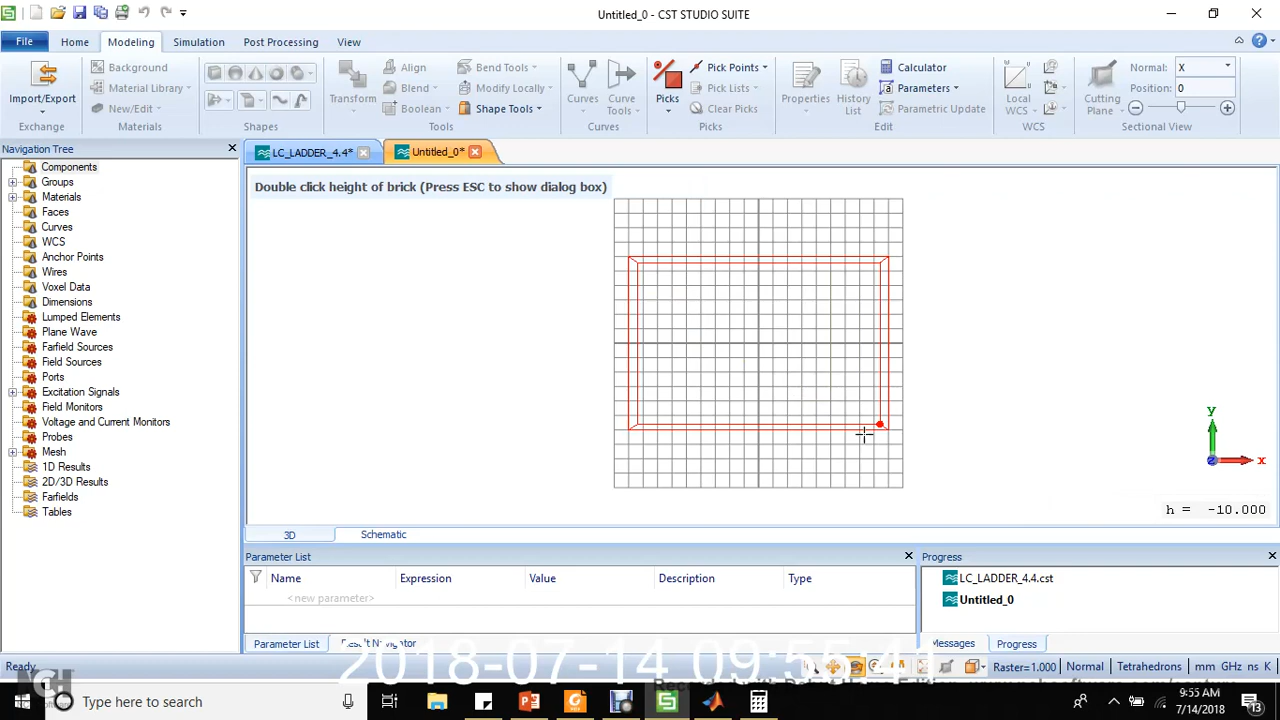 Untitled_0 - CST STUDIO SUITE
File Home Modeling Simulation Post Processing View
Background Align Bend Tools Pick Points Calculator Normal: X
Material Library Blend Modify Locally Pick Lists Parameters Position: 0
Import/Export New/Edit Transform Boolean Shape Tools Curves Curve Tools Picks Clear Picks Properties History List Parametric Update Local WCS Cutting Plane
Exchange Materials Shapes Tools Curves Picks Edit WCS Sectional View
Navigation Tree
LC_LADDER_4.4* Untitled_0*
Double click height of brick (Press ESC to show dialog box)
Components
Groups
Materials
Faces
Curves
WCS
Anchor Points
Wires
Voxel Data
Dimensions
Lumped Elements
Plane Wave
Farfield Sources
Field Sources
Ports
Excitation Signals
Field Monitors
Voltage and Current Monitors
Probes
Mesh
1D Results
2D/3D Results
Farfields
Tables
y
z x
h = -10.000
3D Schematic
Parameter List
Name Expression Value Description Type
<new parameter>
Parameter List Result Navigator
Progress
LC_LADDER_4.4.cst
Untitled_0
Messages Progress
Ready
Raster=1.000 Normal Tetrahedrons mm GHz ns K
2018-07-14 09:55:41
Type here to search
9:55 AM
7/14/2018
13